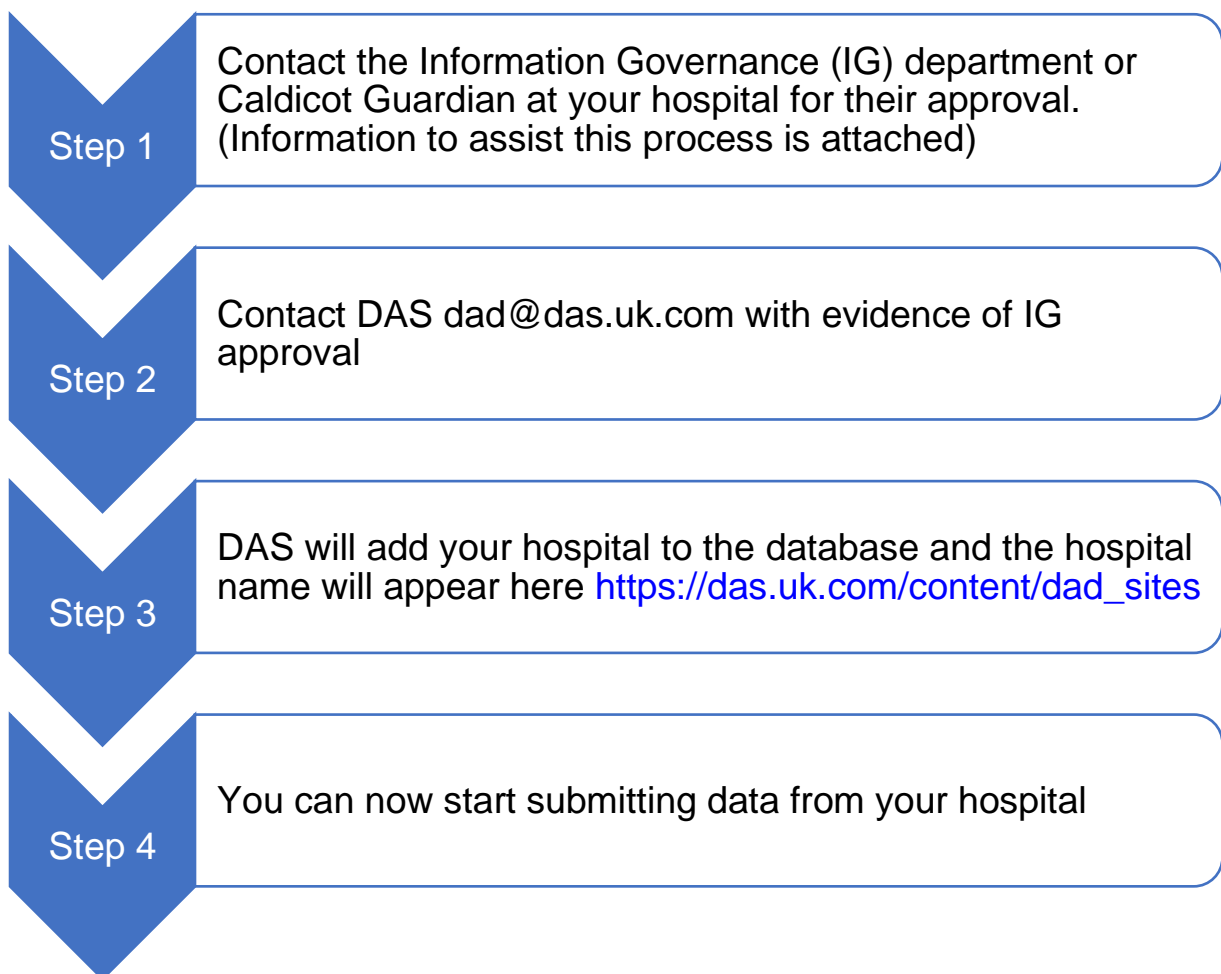 Step 1
Contact the Information Governance (IG) department or
Caldicot Guardian at your hospital for their approval.
(Information to assist this process is attached)
Step 2
Contact DAS dad@das.uk.com with evidence of IG
approval
Step 3
DAS will add your hospital to the database and the hospital
name will appear here https://das.uk.com/content/dad_sites
Step 4
You can now start submitting data from your hospital